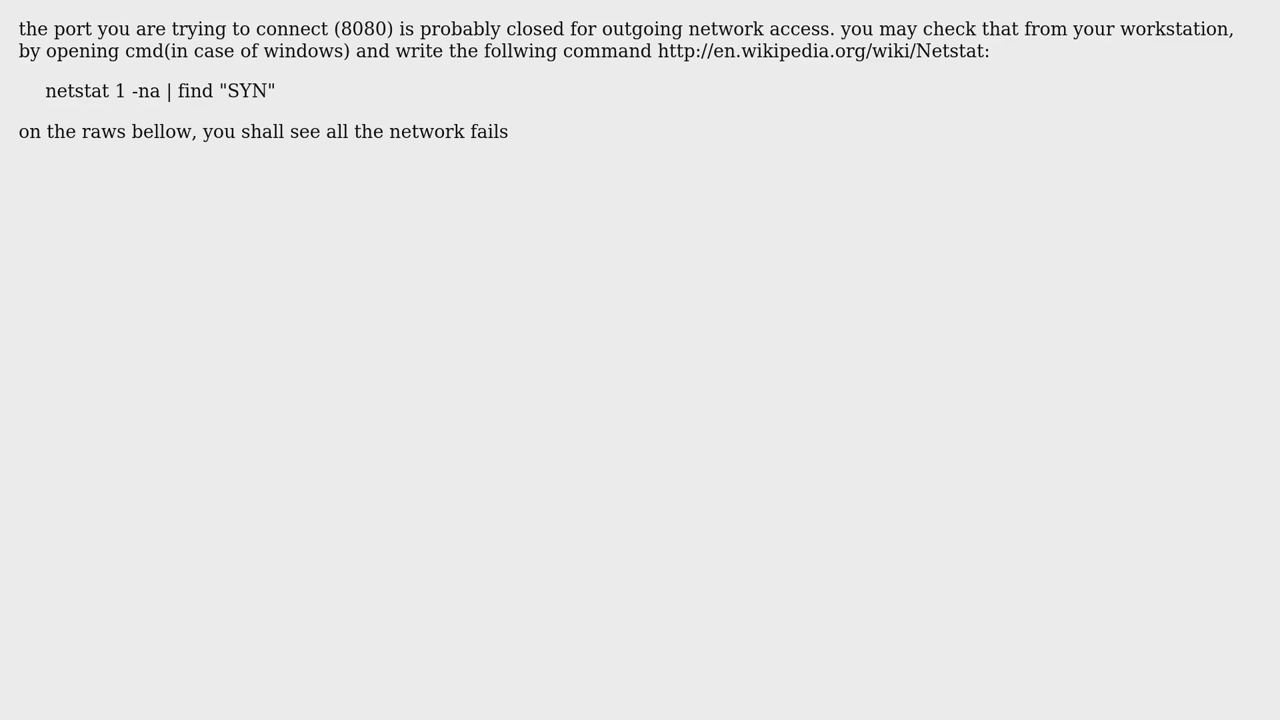 the port you are trying to connect (8080) is probably closed for outgoing network access. you may check that from your workstation,
by opening cmd(in case of windows) and write the follwing command http://en.wikipedia.org/wiki/Netstat:
netstat 1 -na | find "SYN"
on the raws bellow, you shall see all the network fails